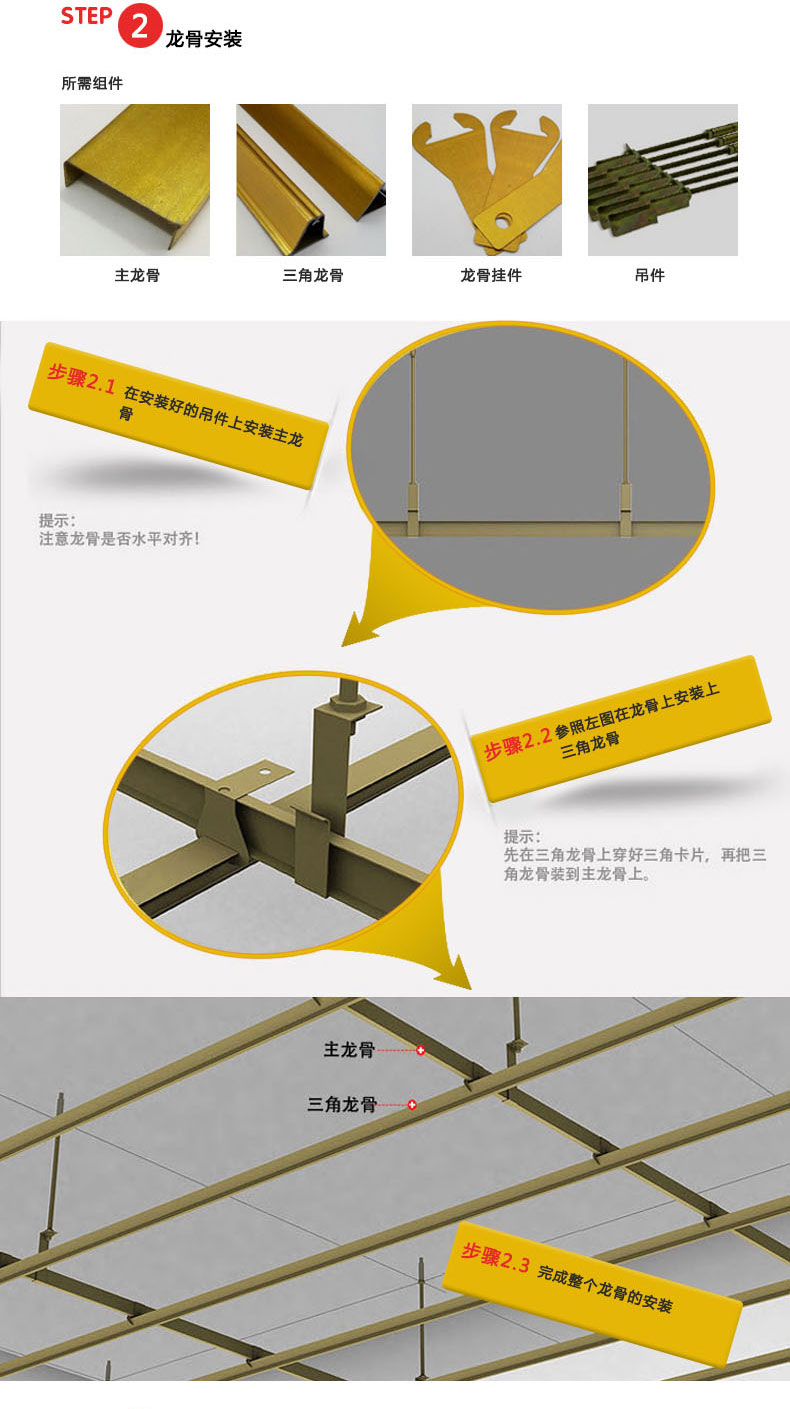 STEP 2 龙骨安装
所需组件
主龙骨 三角龙骨 龙骨挂件 吊件
步骤2.1 在安装好的吊件上安装主龙
骨
提示：
注意龙骨是否水平对齐！
步骤2.2 参照左图在龙骨上安装上
三角龙骨
提示：
先在三角龙骨上穿好三角卡片，再把三
角龙骨装到主龙骨上。
主龙骨
三角龙骨
步骤2.3 完成整个龙骨的安装